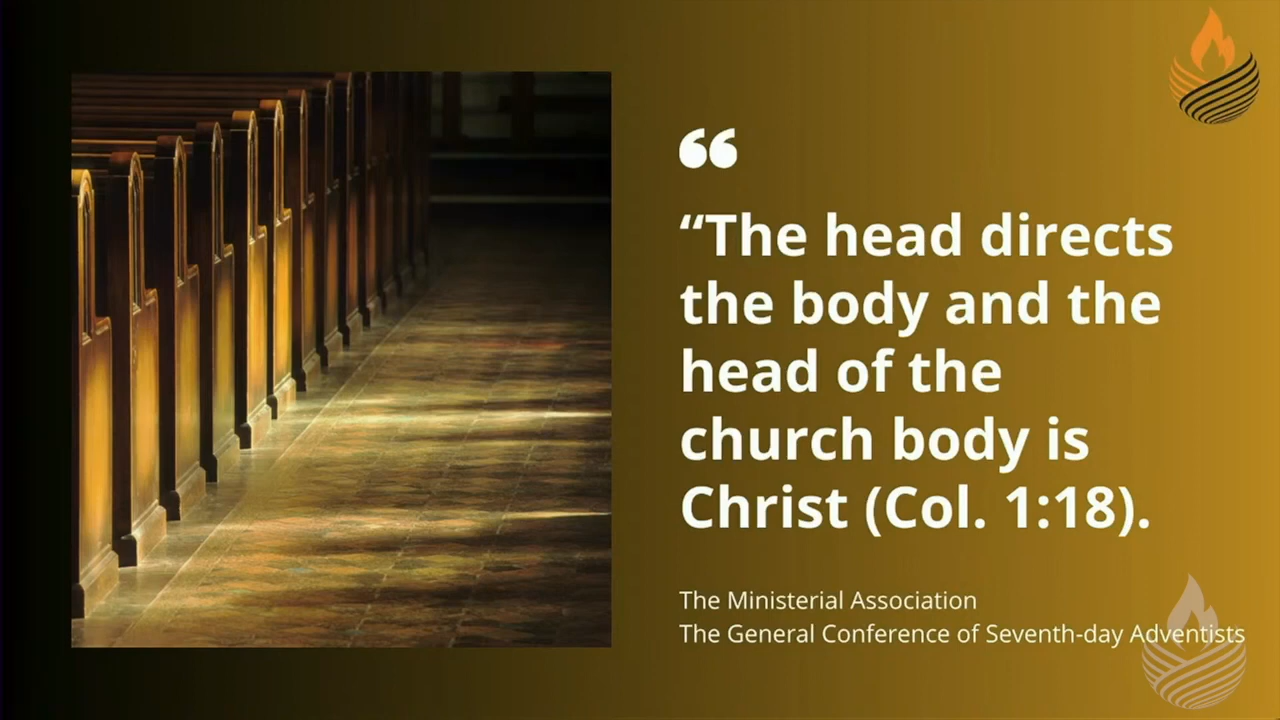 “
“The head directs
the body and the
head of the
church body is
Christ (Col. 1:18).
The Ministerial Association
The General Conference of Seventh-day Adventists